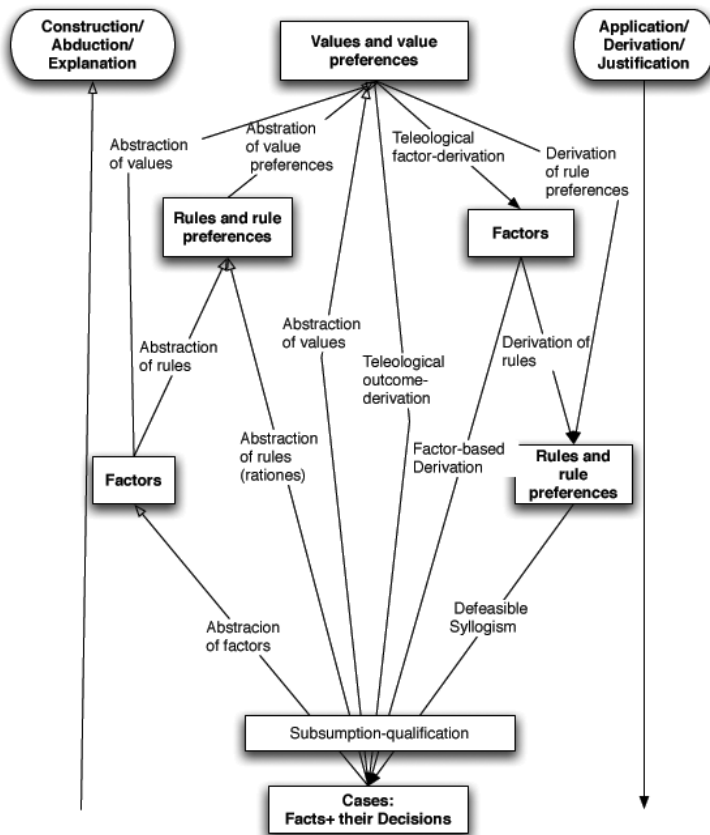 Construction/
Abduction/
Explanation
Values and value
preferences
Application/
Derivation/
Justification
Abstraction
of values
Abstration
of value
preferences
Teleological
factor-derivation
Derivation
of rule
preferences
Rules and rule
preferences
Factors
Abstraction
of rules
Abstraction
of values
Teleological
outcome-
derivation
Derivation of
rules
Abstraction
of rules
(rationes)
Factor-based
Derivation
Factors
Rules and
rule
preferences
Abstracion
of factors
Defeasible
Syllogism
Subsumption-qualification
Cases:
Facts+ their Decisions